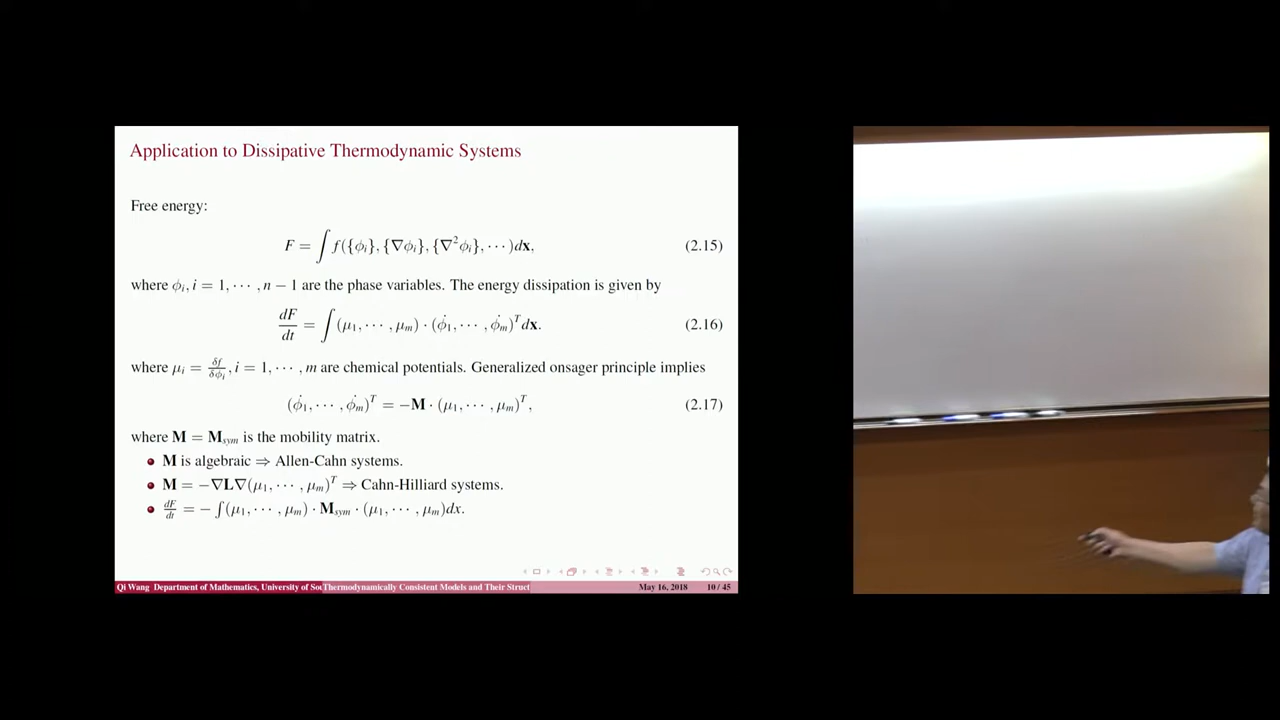 Application to Dissipative Thermodynamic Systems
Free energy:
F = ∫ f({ϕ_i}, {∇ϕ_i}, {∇²ϕ_i}, ⋯)dx, (2.15)
where ϕ_i, i = 1, ⋯ , n − 1 are the phase variables. The energy dissipation is given by
dF/dt = ∫ (μ_1, ⋯ , μ_m) · (ϕ̇_1, ⋯ , ϕ̇_m)^T dx. (2.16)
where μ_i = δf/δϕ_i, i = 1, ⋯ , m are chemical potentials. Generalized onsager principle implies
(ϕ̇_1, ⋯ , ϕ̇_m)^T = −M · (μ_1, ⋯ , μ_m)^T, (2.17)
where M = M_sym is the mobility matrix.
M is algebraic ⇒ Allen-Cahn systems.
M = −∇L∇(μ_1, ⋯ , μ_m)^T ⇒ Cahn-Hilliard systems.
dF/dt = − ∫(μ_1, ⋯ , μ_m) · M_sym · (μ_1, ⋯ , μ_m)dx.
Qi Wang Department of Mathematics, University of Sou Thermodynamically Consistent Models and Their Struct May 16, 2018 10 / 45